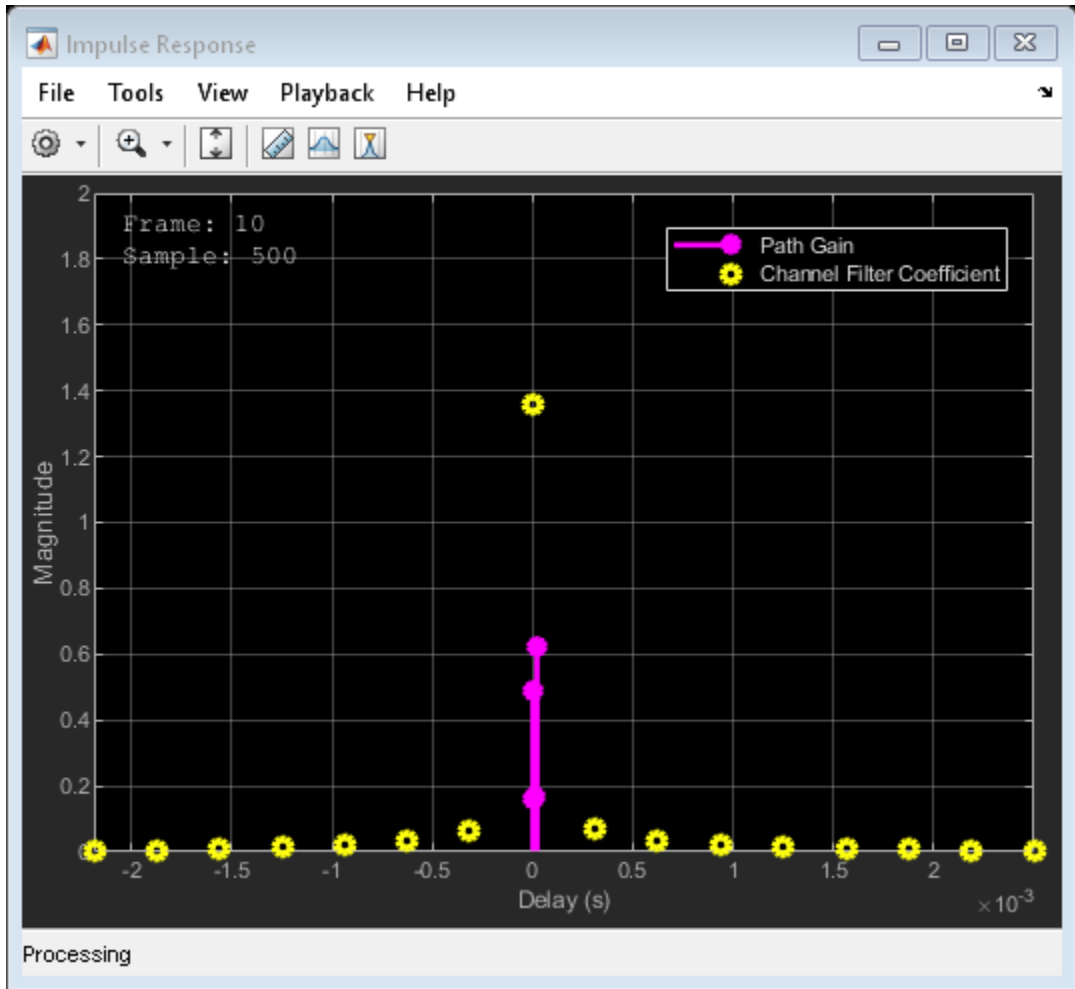 Impulse Response
File Tools View Playback Help
Frame: 10
Sample: 500
Path Gain
Channel Filter Coefficient
2
1.8
1.6
1.4
1.2
1
0.8
0.6
0.4
0.2
0
Magnitude
-2 -1.5 -1 -0.5 0 0.5 1 1.5 2
Delay (s)
×10-3
Processing